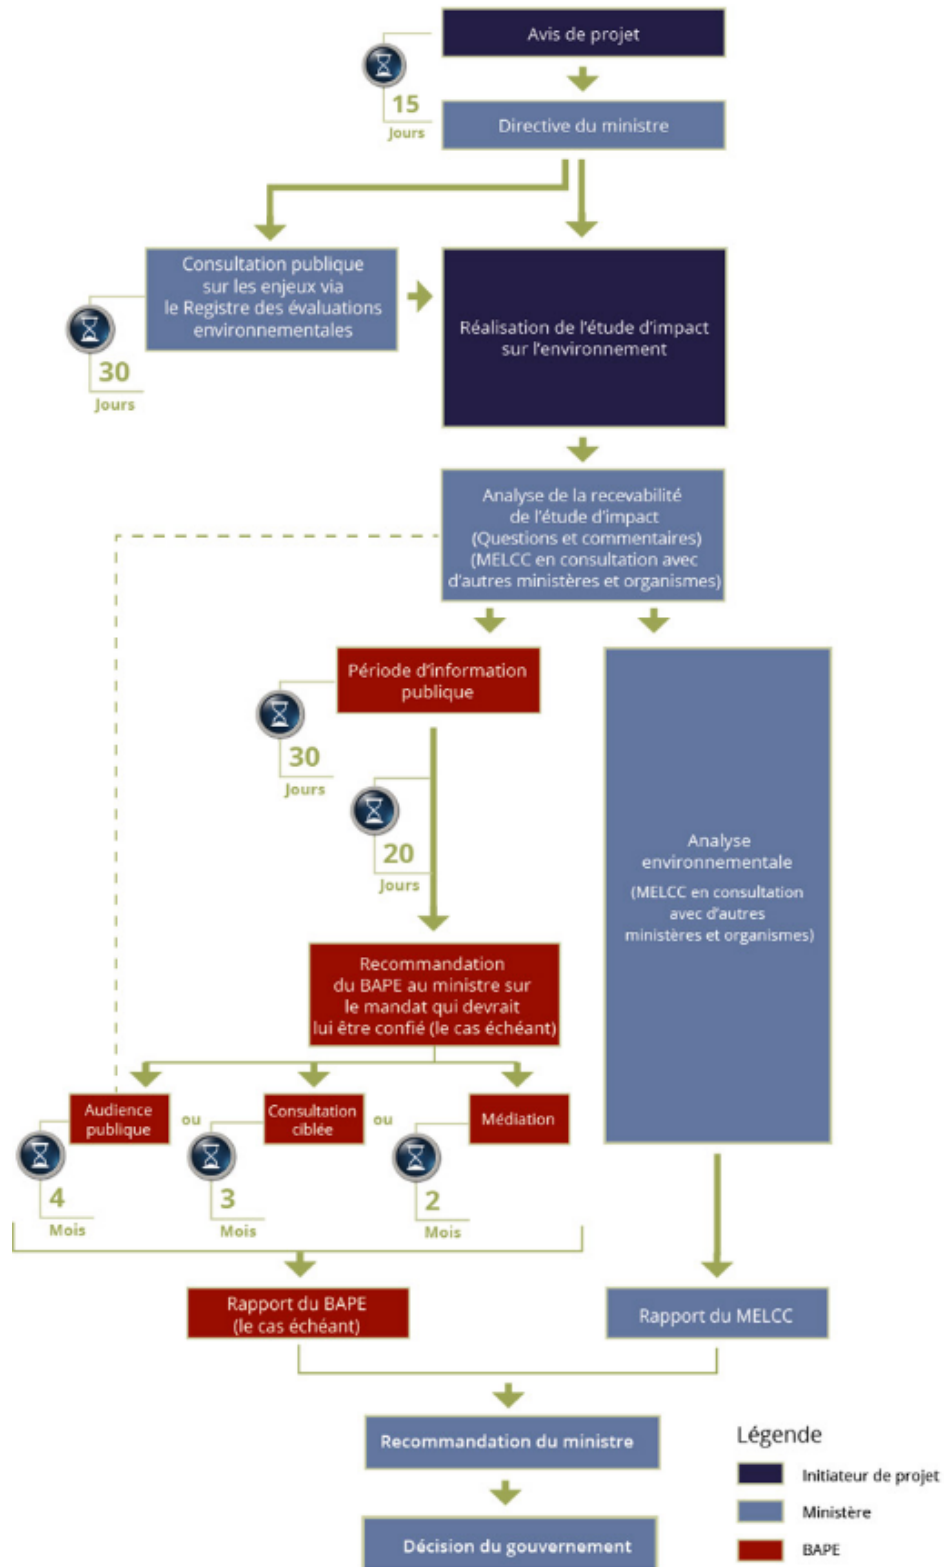 Avis de projet
15
Jours
Directive du ministre
Consultation publique
sur les enjeux via
le Registre des évaluations
environnementales
30
Jours
Réalisation de l'étude d'impact
sur l'environnement
Analyse de la recevabilité
de l'étude d'impact
(Questions et commentaires)
(MELCC en consultation avec
d'autres ministères et organismes)
Période d'information
publique
30
Jours
20
Jours
Analyse
environnementale
(MELCC en consultation
avec d'autres
ministères et organismes)
Recommandation
du BAPE au ministre sur
le mandat qui devrait
lui être confié (le cas échéant)
Audience
publique
ou
Consultation
ciblée
ou
Médiation
4
Mois
3
Mois
2
Mois
Rapport du BAPE
(le cas échéant)
Rapport du MELCC
Recommandation du ministre
Décision du gouvernement
Légende
Initiateur de projet
Ministère
BAPE